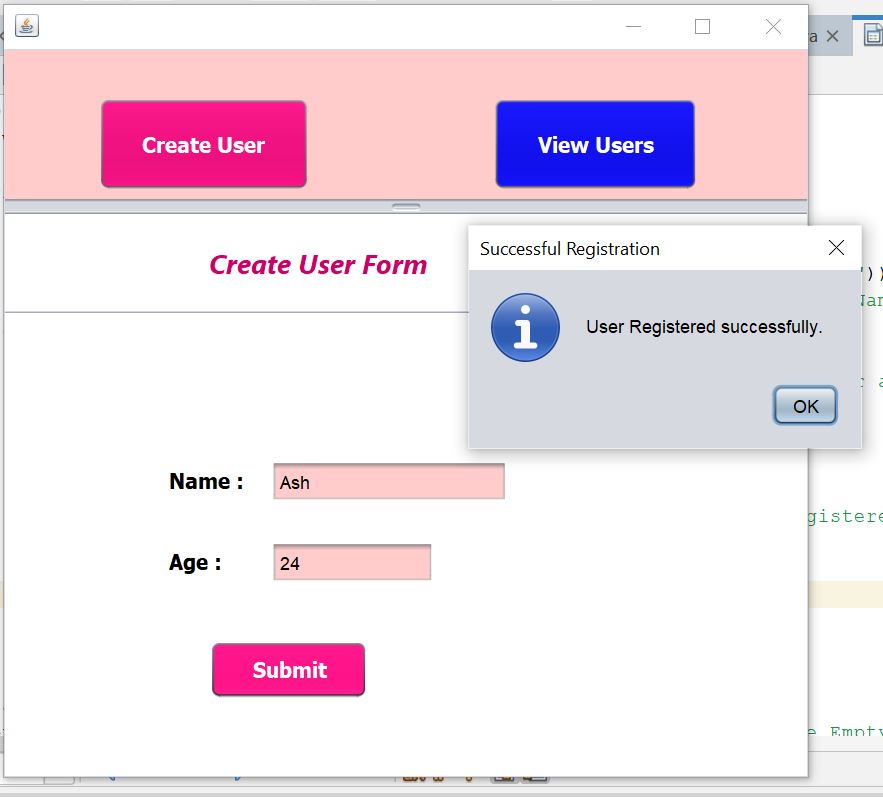 a
Create User
View Users
Create User Form
Successful Registration
User Registered successfully.
OK
Name :
Ash
Age :
24
Submit
gistere
e Empty